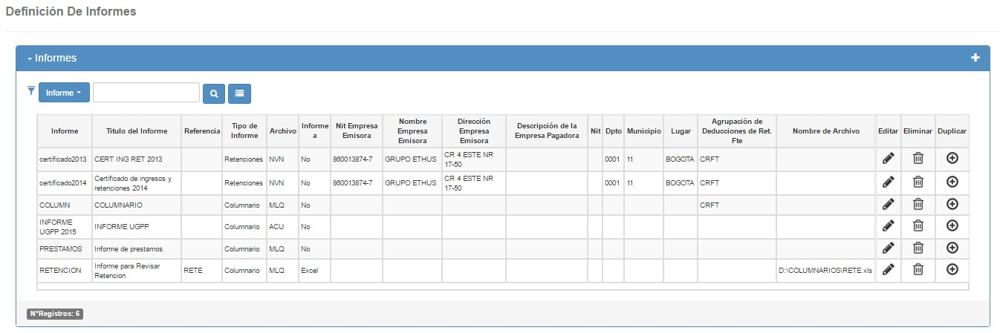 Definición De Informes
Informes
Informe
Informe Titulo del Informe Referencia Tipo de Informe Archivo Informe a Nit Empresa Emisora Nombre Empresa Emisora Dirección Empresa Emisora Descripción de la Empresa Pagadora Nit Dpto Municipio Lugar Agrupación de Deducciones de Ret. Fte Nombre de Archivo Editar Eliminar Duplicar
certificado2013 CERT ING RET 2013 Retenciones NVN No 860013874-7 GRUPO ETHUS CR 4 ESTE NR 17-50 0001 11 BOGOTA CRFT
certificado2014 Certificado de ingresos y retenciones 2014 Retenciones NVN No 860013874-7 GRUPO ETHUS CR 4 ESTE NR 17-50 0001 11 BOGOTA CRFT
COLUMN COLUMNARIO Columnario MLQ No CRFT
INFORME UGPP 2015 INFORME UGPP Columnario ACU No
PRESTAMOS Informe de prestamos Columnario MLQ No
RETENCION Informe para Revisar Retencion RETE Columnario MLQ Excel D:\COLUMNARIOS\RETE.xls
N°Registros: 6